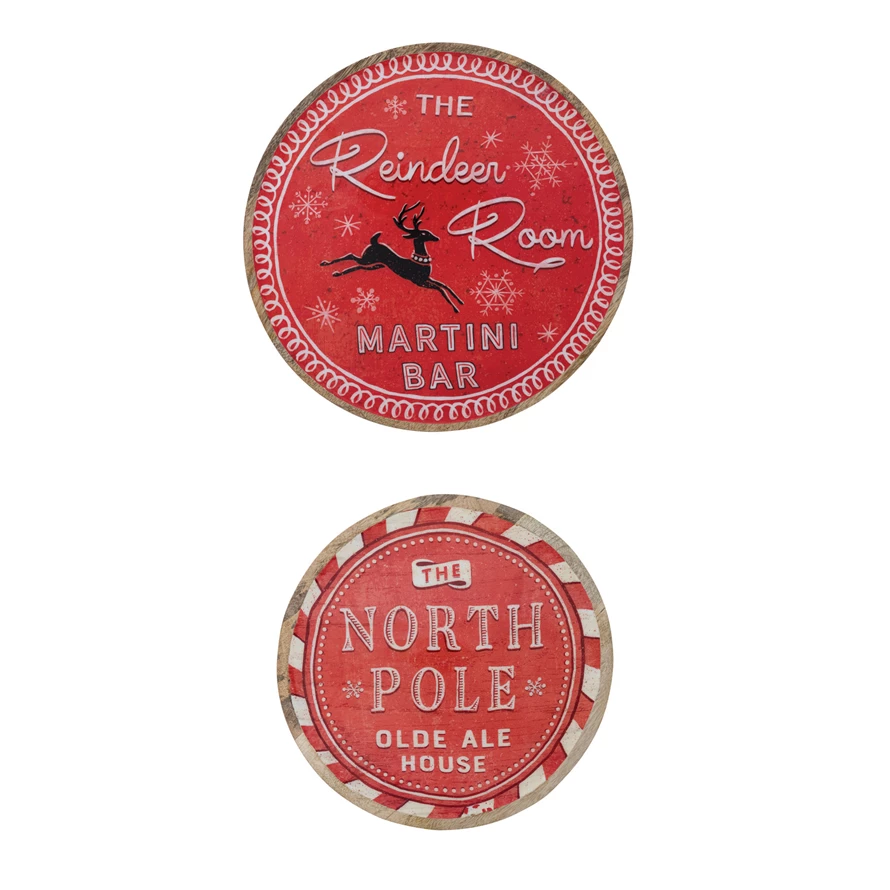 THE
Reindeer
Room
MARTINI
BAR
THE
NORTH
POLE
OLDE ALE
HOUSE